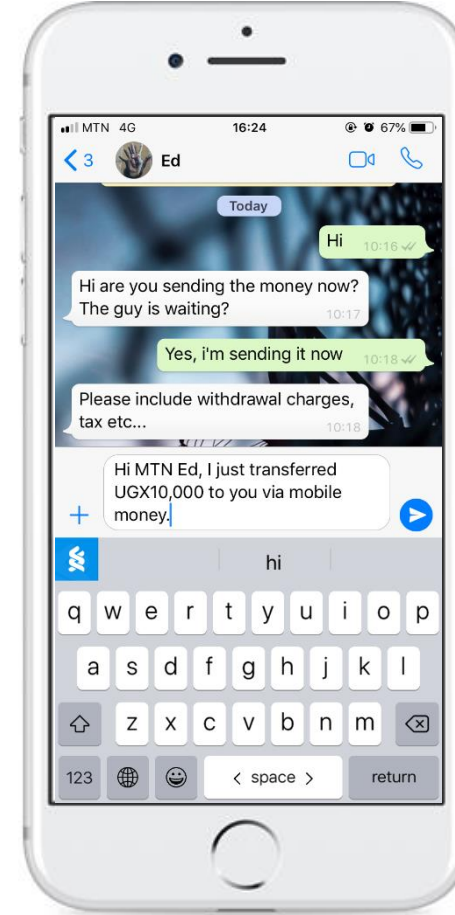 MTN 4G 16:24 67%
3 Ed
Today
Hi 10:16
Hi are you sending the money now?
The guy is waiting? 10:17
Yes, i'm sending it now 10:18
Please include withdrawal charges,
tax etc... 10:18
Hi MTN Ed, I just transferred
UGX10,000 to you via mobile
money.
hi
q w e r t y u i o p
a s d f g h j k l
z x c v b n m
123 < space > return